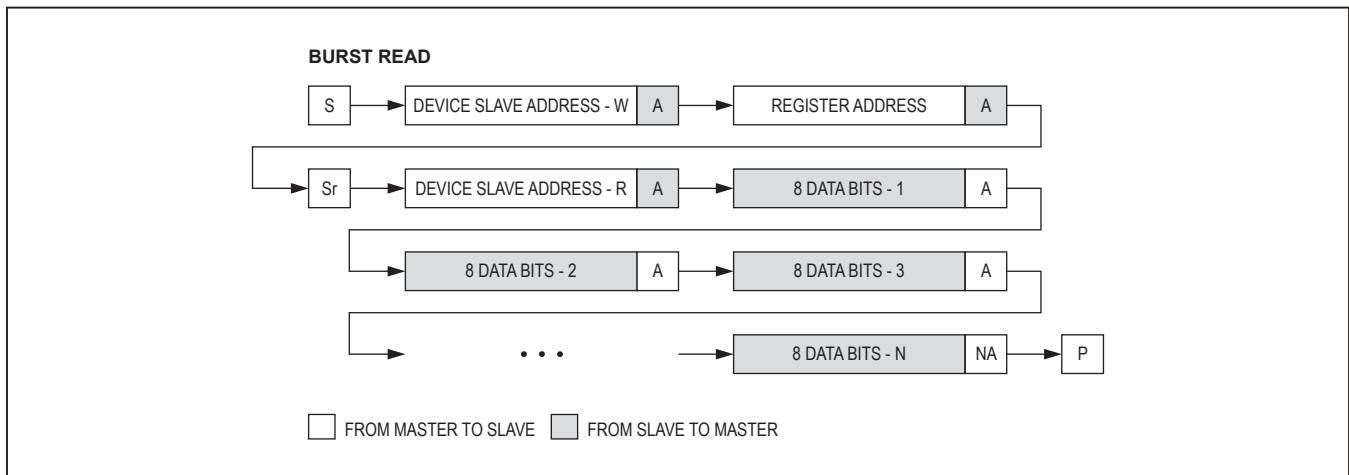 BURST READ
S DEVICE SLAVE ADDRESS - W A REGISTER ADDRESS A
Sr DEVICE SLAVE ADDRESS - R A 8 DATA BITS - 1 A
8 DATA BITS - 2 A 8 DATA BITS - 3 A
• • • 8 DATA BITS - N NA P
FROM MASTER TO SLAVE FROM SLAVE TO MASTER